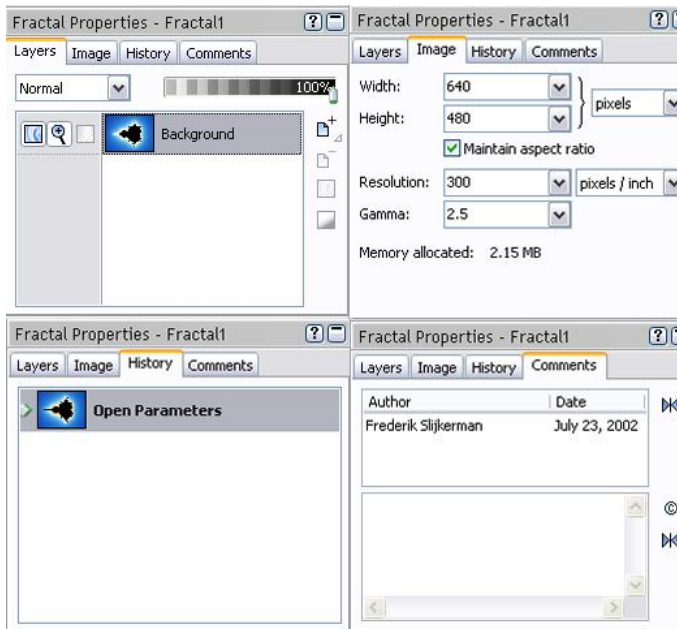 Fractal Properties - Fractal1
Layers Image History Comments
Normal 100%
Background
Fractal Properties - Fractal1
Layers Image History Comments
Width: 640
pixels
Height: 480
Maintain aspect ratio
Resolution: 300 pixels / inch
Gamma: 2.5
Memory allocated: 2.15 MB
Fractal Properties - Fractal1
Layers Image History Comments
Open Parameters
Fractal Properties - Fractal1
Layers Image History Comments
Author Date
Frederik Slijkerman July 23, 2002